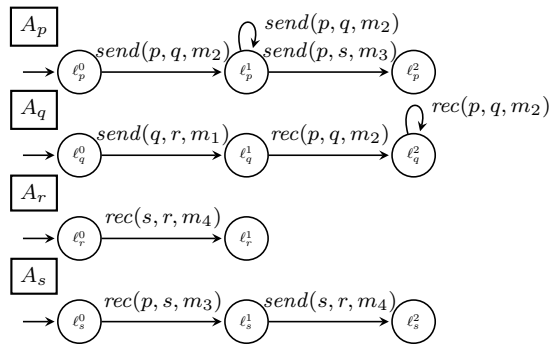 A_p
send(p, q, m_2)
send(p, q, m_2) send(p, s, m_3)
ℓ_p^0 ℓ_p^1 ℓ_p^2
A_q
send(q, r, m_1) rec(p, q, m_2) rec(p, q, m_2)
ℓ_q^0 ℓ_q^1 ℓ_q^2
A_r
rec(s, r, m_4)
ℓ_r^0 ℓ_r^1
A_s
rec(p, s, m_3) send(s, r, m_4)
ℓ_s^0 ℓ_s^1 ℓ_s^2